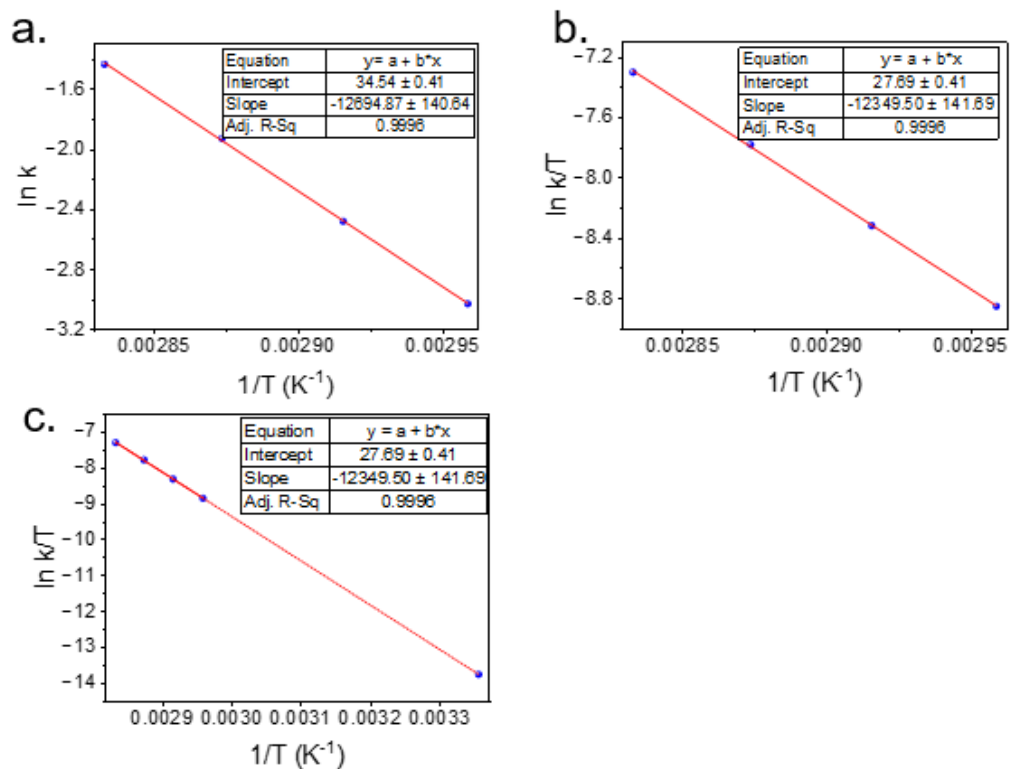 a.
Equation y= a + b*x
Intercept 34.54 ± 0.41
Slope -12694.87 ± 140.64
Adj. R-Sq 0.9996
ln k
−1.6
−2.0
−2.4
−2.8
−3.2
0.00285 0.00290 0.00295
1/T (K⁻¹)
b.
Equation y = a + b*x
Intercept 27.69 ± 0.41
Slope -12349.50 ± 141.69
Adj. R-Sq 0.9996
ln k/T
−7.2
−7.6
−8.0
−8.4
−8.8
0.00285 0.00290 0.00295
1/T (K⁻¹)
c.
Equation y = a + b*x
Intercept 27.69 ± 0.41
Slope -12349.50 ± 141.69
Adj. R-Sq 0.9996
ln k/T
−7
−8
−9
−10
−11
−12
−13
−14
0.0029 0.0030 0.0031 0.0032 0.0033
1/T (K⁻¹)